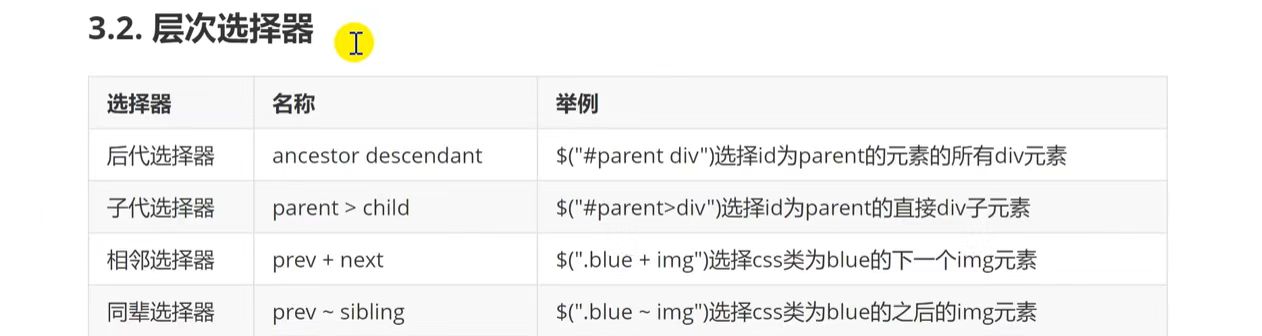 3.2. 层次选择器
选择器 名称 举例
后代选择器 ancestor descendant $("#parent div")选择id为parent的元素的所有div元素
子代选择器 parent > child $("#parent>div")选择id为parent的直接div子元素
相邻选择器 prev + next $(".blue + img")选择css类为blue的下一个img元素
同辈选择器 prev ~ sibling $(".blue ~ img")选择css类为blue的之后的img元素